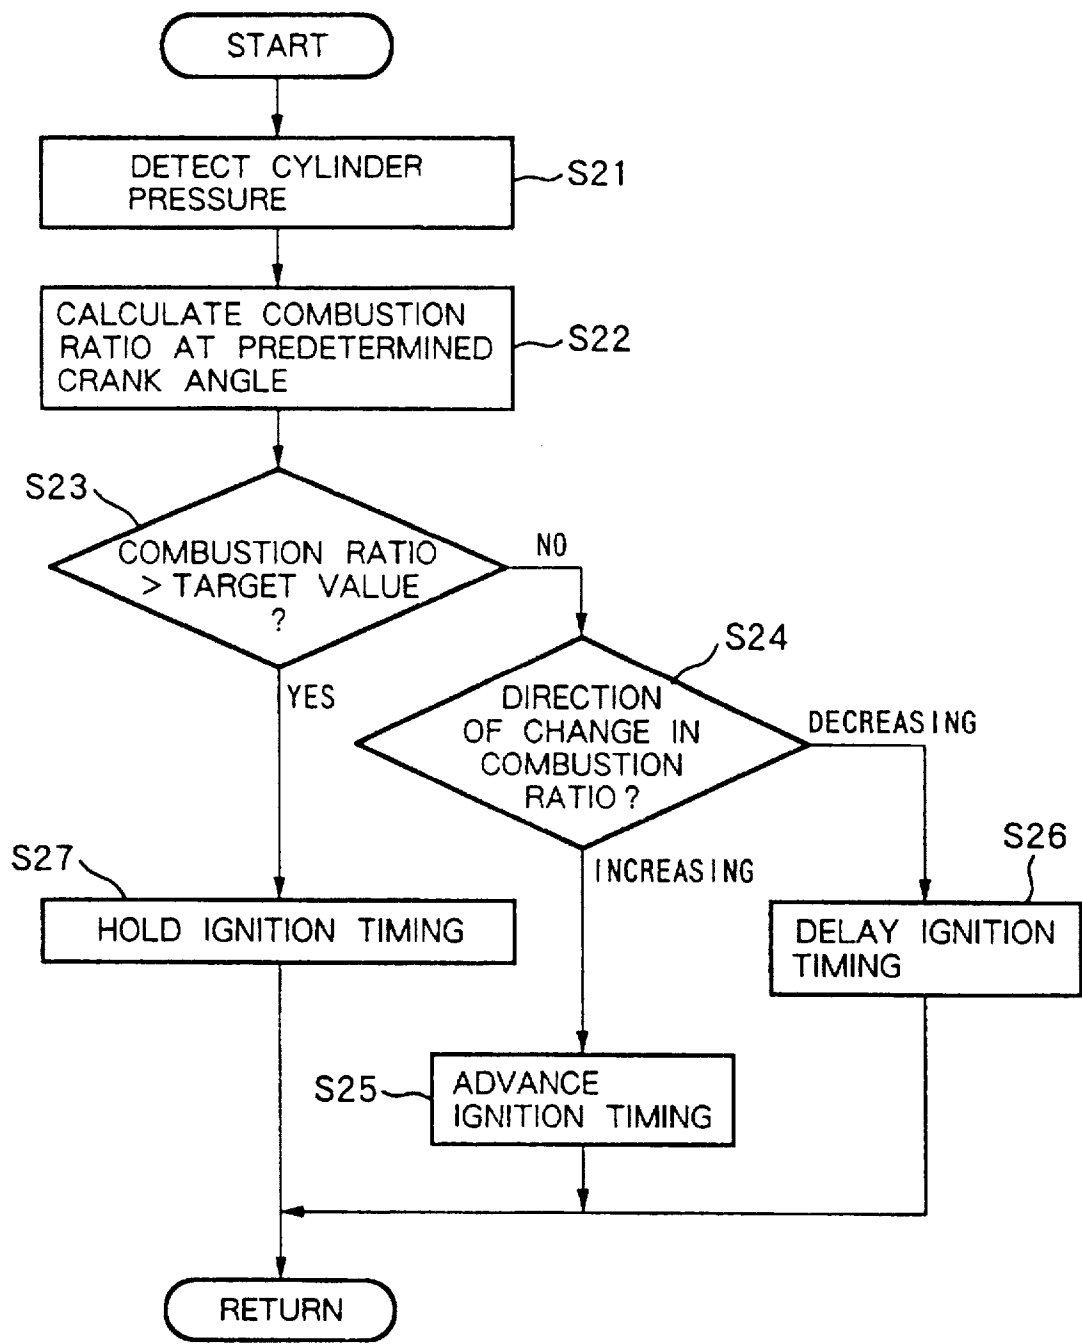 START
DETECT CYLINDER
PRESSURE
S21
CALCULATE COMBUSTION
RATIO AT PREDETERMINED
CRANK ANGLE
S22
S23
COMBUSTION RATIO
> TARGET VALUE
?
NO
YES
S24
DIRECTION
OF CHANGE IN
COMBUSTION
RATIO?
DECREASING
INCREASING
S27
HOLD IGNITION TIMING
S26
DELAY IGNITION
TIMING
S25
ADVANCE
IGNITION TIMING
RETURN